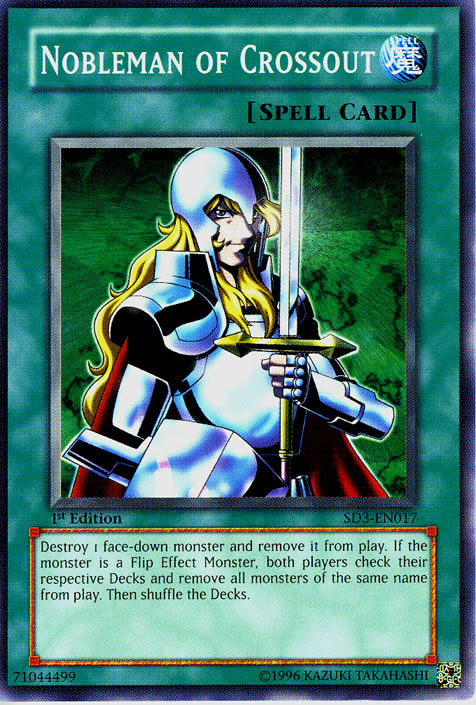 NOBLEMAN OF CROSSOUT
SPELL
魔
[SPELL CARD]
1st Edition
SD3-EN017
Destroy 1 face-down monster and remove it from play. If the
monster is a Flip Effect Monster, both players check their
respective Decks and remove all monsters of the same name
from play. Then shuffle the Decks.
71044499
©1996 KAZUKI TAKAHASHI